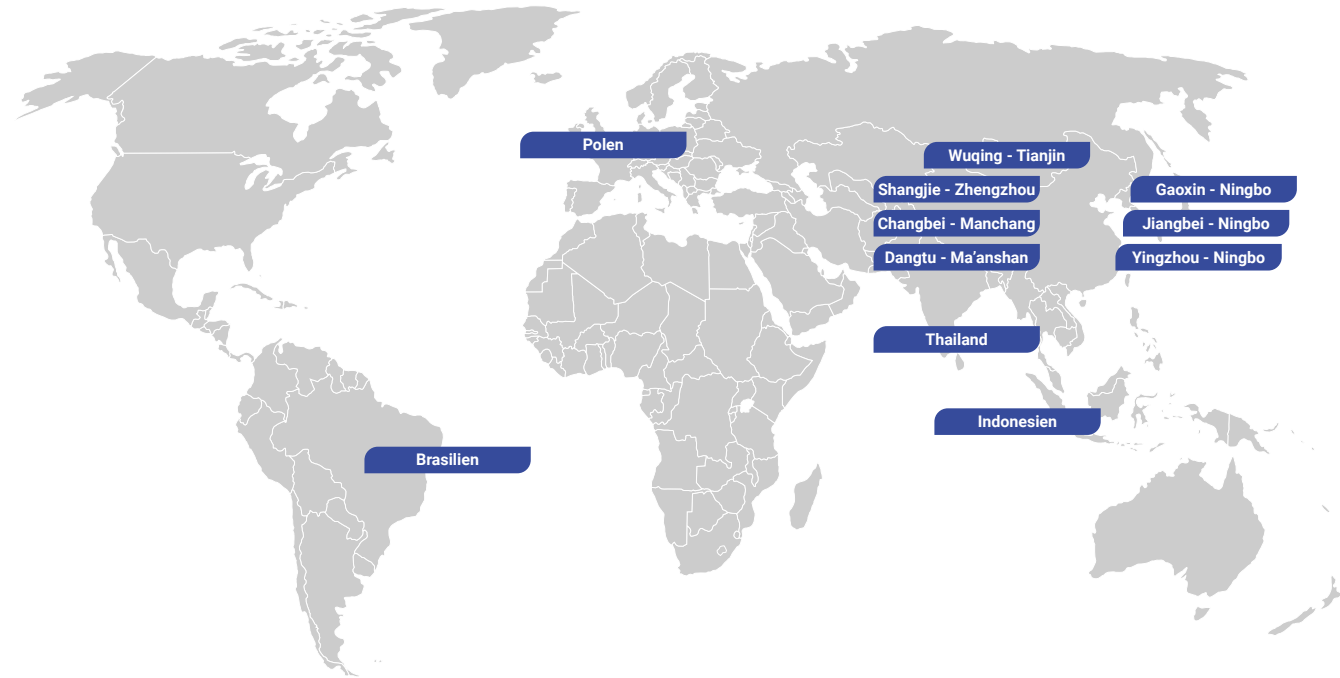 Polen
Wuqing - Tianjin
Shangjie - Zhengzhou
Gaoxin - Ningbo
Changbei - Manchang
Jiangbei - Ningbo
Dangtu - Ma’anshan
Yingzhou - Ningbo
Thailand
Indonesien
Brasilien